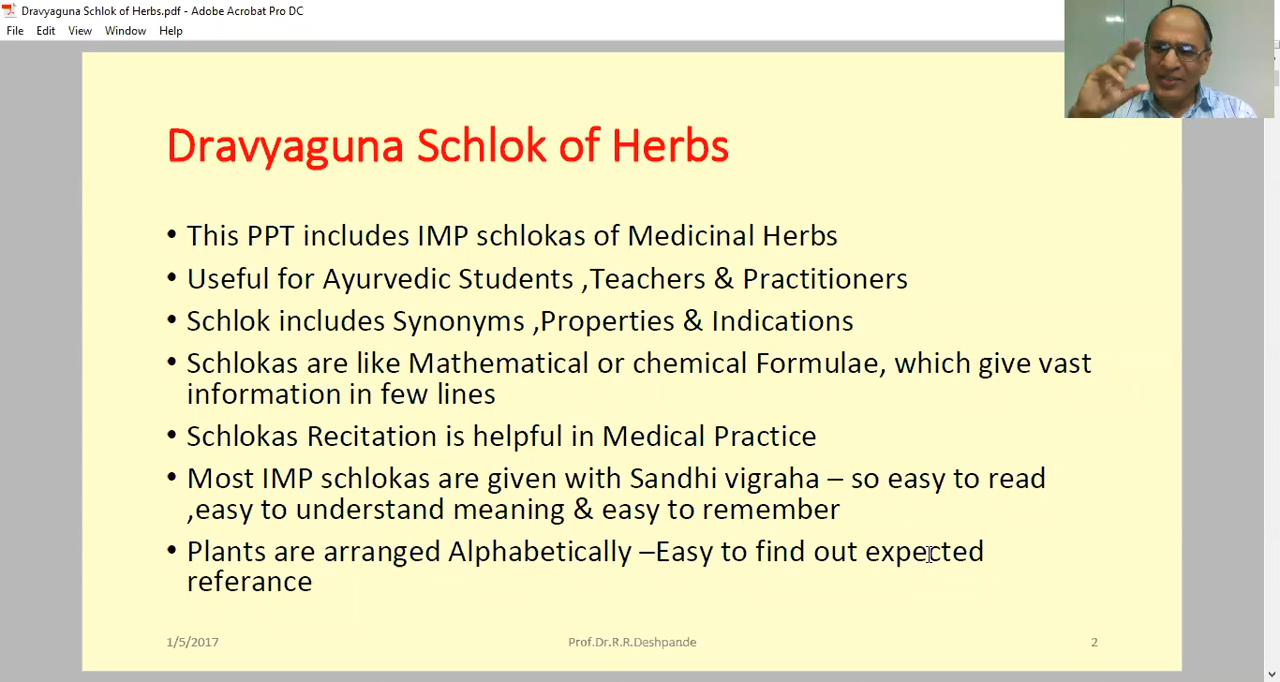 Dravyaguna Schlok of Herbs.pdf - Adobe Acrobat Pro DC
File Edit View Window Help
Dravyaguna Schlok of Herbs
• This PPT includes IMP schlokas of Medicinal Herbs
• Useful for Ayurvedic Students ,Teachers & Practitioners
• Schlok includes Synonyms ,Properties & Indications
• Schlokas are like Mathematical or chemical Formulae, which give vast
information in few lines
• Schlokas Recitation is helpful in Medical Practice
• Most IMP schlokas are given with Sandhi vigraha – so easy to read
,easy to understand meaning & easy to remember
• Plants are arranged Alphabetically –Easy to find out expected
referance
1/5/2017 Prof.Dr.R.R.Deshpande 2